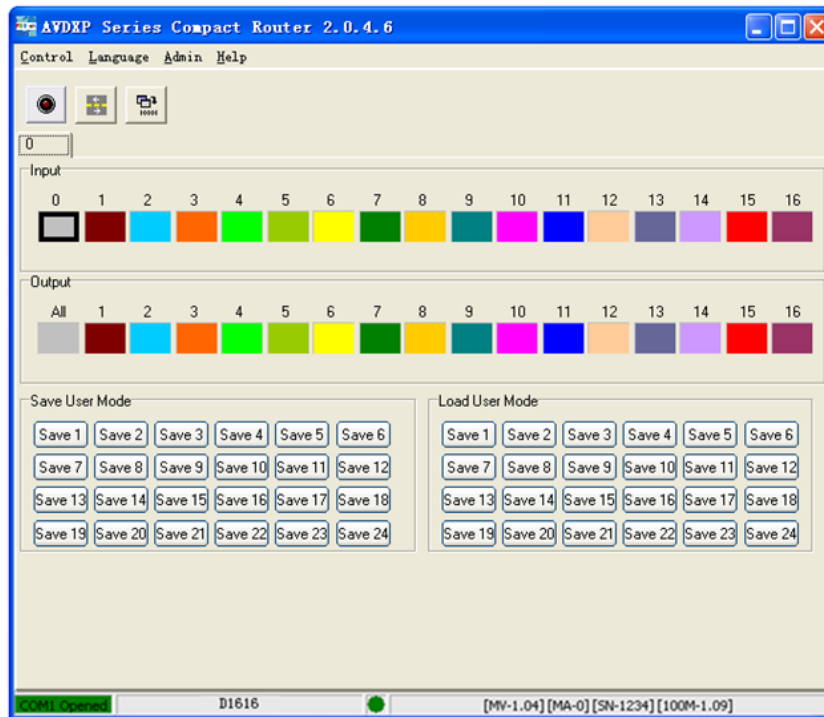 AVDXP Series Compact Router 2.0.4.6
Control Language Admin Help
0
Input
0 1 2 3 4 5 6 7 8 9 10 11 12 13 14 15 16
Output
All 1 2 3 4 5 6 7 8 9 10 11 12 13 14 15 16
Save User Mode
Save 1 Save 2 Save 3 Save 4 Save 5 Save 6
Save 7 Save 8 Save 9 Save 10 Save 11 Save 12
Save 13 Save 14 Save 15 Save 16 Save 17 Save 18
Save 19 Save 20 Save 21 Save 22 Save 23 Save 24
Load User Mode
Save 1 Save 2 Save 3 Save 4 Save 5 Save 6
Save 7 Save 8 Save 9 Save 10 Save 11 Save 12
Save 13 Save 14 Save 15 Save 16 Save 17 Save 18
Save 19 Save 20 Save 21 Save 22 Save 23 Save 24
COM1 Opened D1616 [MV-1.04] [MA-0] [SN-1234] [100M-1.09]